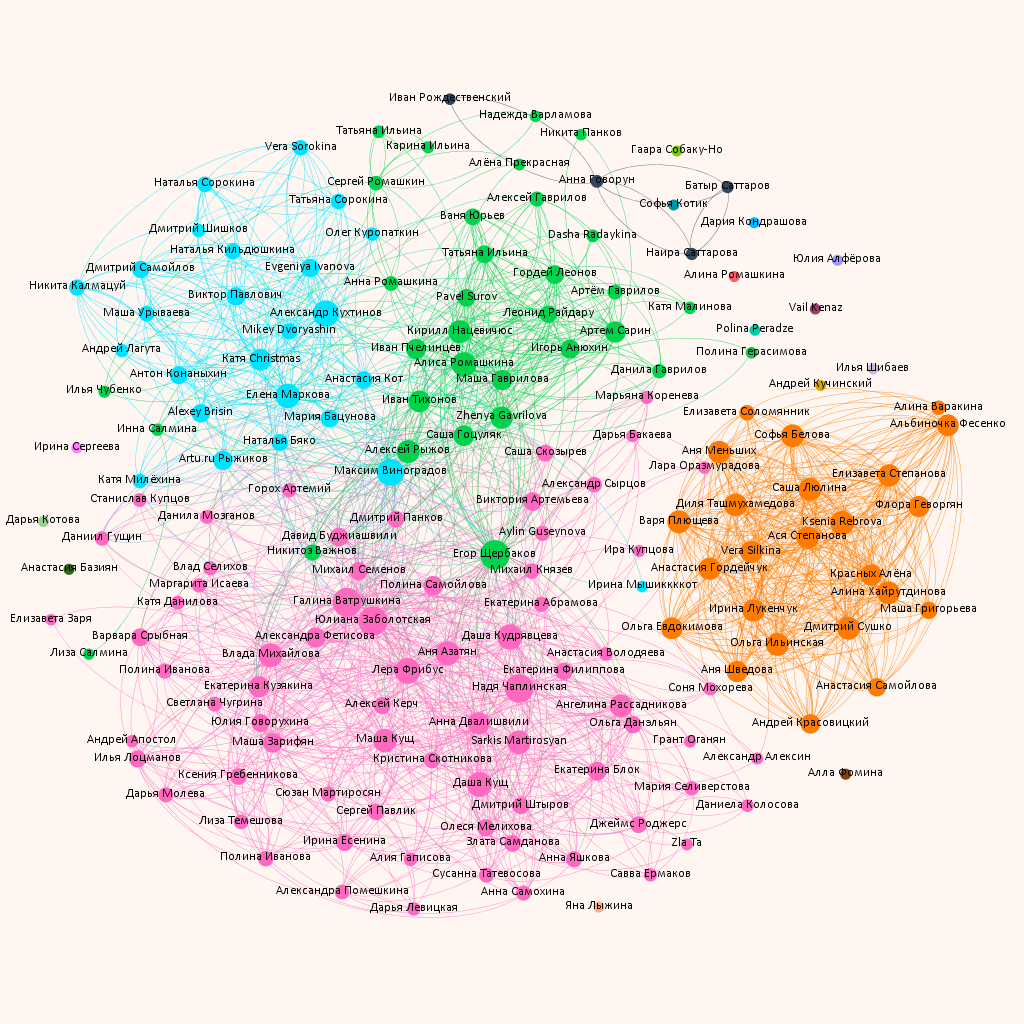 Иван Рождественский
Надежда Варламова
Татьяна Ильина
Никита Панков
Карина Ильина
Vera Sorokina
Гаара Собаку-Но
Алёна Прекрасная
Анна Говорун
Сергей Ромашкин
Наталья Сорокина
Батыр Саттаров
Татьяна Сорокина
Алексей Гаврилов
Софья Котик
Ваня Юрьев
Дария Кондрашова
Дмитрий Шишков
Олег Куропаткин
Dasha Radaykina
Наталья Кильдюшкина
Татьяна Ильина
Наира Саттарова
Юлия Алфёрова
Дмитрий Самойлов
Evgeniya Ivanova
Гордей Леонов
Алина Ромашкина
Анна Ромашкина
Никита Калмацуй
Виктор Павлович
Pavel Surov
Артём Гаврилов
Катя Малинова
Vail Kenaz
Маша Урываева
Александр Кухтинов
Леонид Райдару
Mikey Dvoryashin
Кирилл Нацевичюс
Артем Сарин
Polina Peradze
Андрей Лагута
Иван Пчелинцев
Игорь Анюхин
Полина Герасимова
Катя Christmas
Алиса Ромашкина
Антон Конаныхин
Анастасия Кот
Маша Гаврилова
Данила Гаврилов
Илья Шибаев
Илья Чубенко
Елена Маркова
Марьяна Коренева
Андрей Кучинский
Иван Тихонов
Alexey Brisin
Мария Бацунова
Zhenya Gavrilova
Елизавета Соломянник
Алина Варакина
Инна Салмина
Саша Гоцуляк
Дарья Бакаева
Софья Белова
Альбиночка Фесенко
Ирина Сергеева
Наталья Бяко
Алексей Рыжов
Саша Скозырев
Аня Меньших
Artu.ru Рыжиков
Максим Виноградов
Лара Оразмурадова
Елизавета Степанова
Катя Милёхина
Горох Артемий
Александр Сырцов
Саша Люлина
Станислав Купцов
Виктория Артемьева
Диля Ташмухамедова
Флора Геворгян
Дарья Котова
Данила Мозганов
Дмитрий Панков
Варя Плющева
Ksenia Rebrova
Даниил Гущин
Давид Буджиашвили
Aylin Guseynova
Ася Степанова
Никитоз Важнов
Егор Щербаков
Ира Купцова
Vera Silkina
Анастасия Базиян
Влад Селихов
Михаил Семенов
Михаил Князев
Анастасия Гордейчук
Красных Алёна
Маргарита Исаева
Полина Самойлова
Ирина Мышиккккот
Алина Хайрутдинова
Катя Данилова
Галина Ватрушкина
Екатерина Абрамова
Ирина Лукенчук
Маша Григорьева
Елизавета Заря
Юлиана Заболотская
Ольга Евдокимова
Дмитрий Сушко
Варвара Срыбная
Александра Фетисова
Даша Кудрявцева
Ольга Ильинская
Лиза Салмина
Влада Михайлова
Аня Азатян
Анастасия Володяева
Полина Иванова
Лера Фрибус
Екатерина Филиппова
Аня Шведова
Екатерина Кузякина
Надя Чаплинская
Соня Мохорева
Анастасия Самойлова
Светлана Чугрина
Алексей Керч
Ангелина Рассадникова
Юлия Говорухина
Анна Двалишвили
Ольга Данэльян
Андрей Красовицкий
Андрей Апостол
Маша Зарифян
Маша Кущ
Sarkis Martirosyan
Грант Оганян
Илья Лоцманов
Кристина Скотникова
Александр Алексин
Ксения Гребенникова
Екатерина Блок
Алла Фомина
Дарья Молева
Сюзан Мартиросян
Даша Кущ
Мария Селиверстова
Сергей Павлик
Дмитрий Штыров
Даниела Колосова
Лиза Темешова
Олеся Мелихова
Джеймс Роджерс
Ирина Есенина
Злата Самданова
Zla Ta
Полина Иванова
Алия Гаписова
Анна Яшкова
Сусанна Татевосова
Савва Ермаков
Александра Помешкина
Анна Самохина
Дарья Левицкая
Яна Лыжина